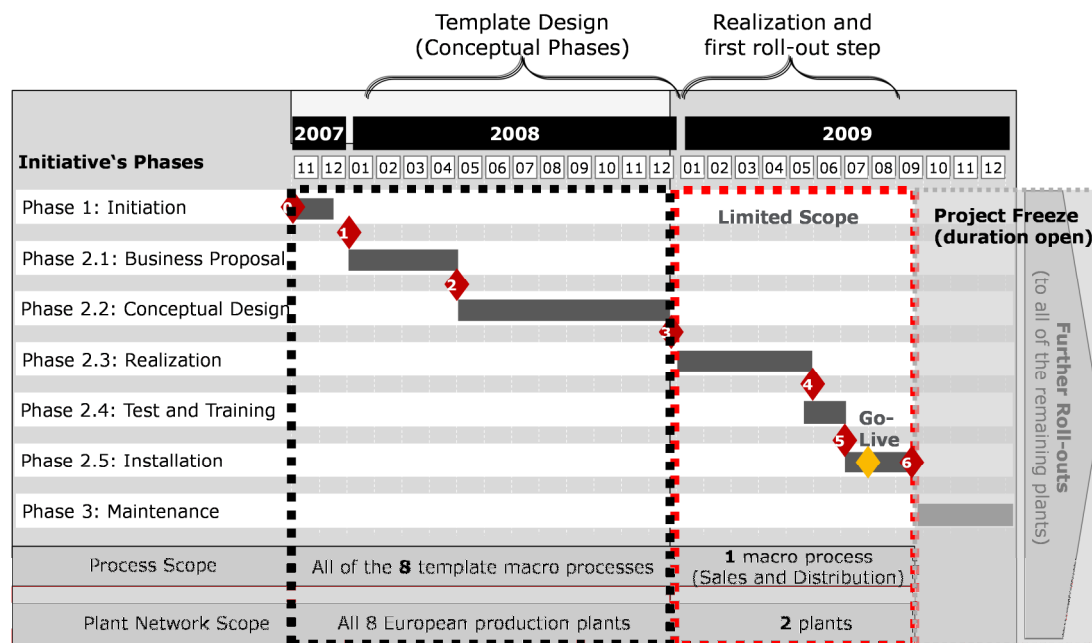 Template Design
(Conceptual Phases)
Realization and
first roll-out step
2007 2008 2009
Initiative's Phases
11 12 01 02 03 04 05 06 07 08 09 10 11 12 01 02 03 04 05 06 07 08 09 10 11 12
Phase 1: Initiation
0
Limited Scope
Project Freeze
(duration open)
1
Phase 2.1: Business Proposal
2
Phase 2.2: Conceptual Design
3
Phase 2.3: Realization
4
Phase 2.4: Test and Training
Go-
Live
5
Phase 2.5: Installation
6
Phase 3: Maintenance
Further Roll-outs
(to all of the remaining plants)
Process Scope
All of the 8 template macro processes
1 macro process
(Sales and Distribution)
Plant Network Scope
All 8 European production plants
2 plants